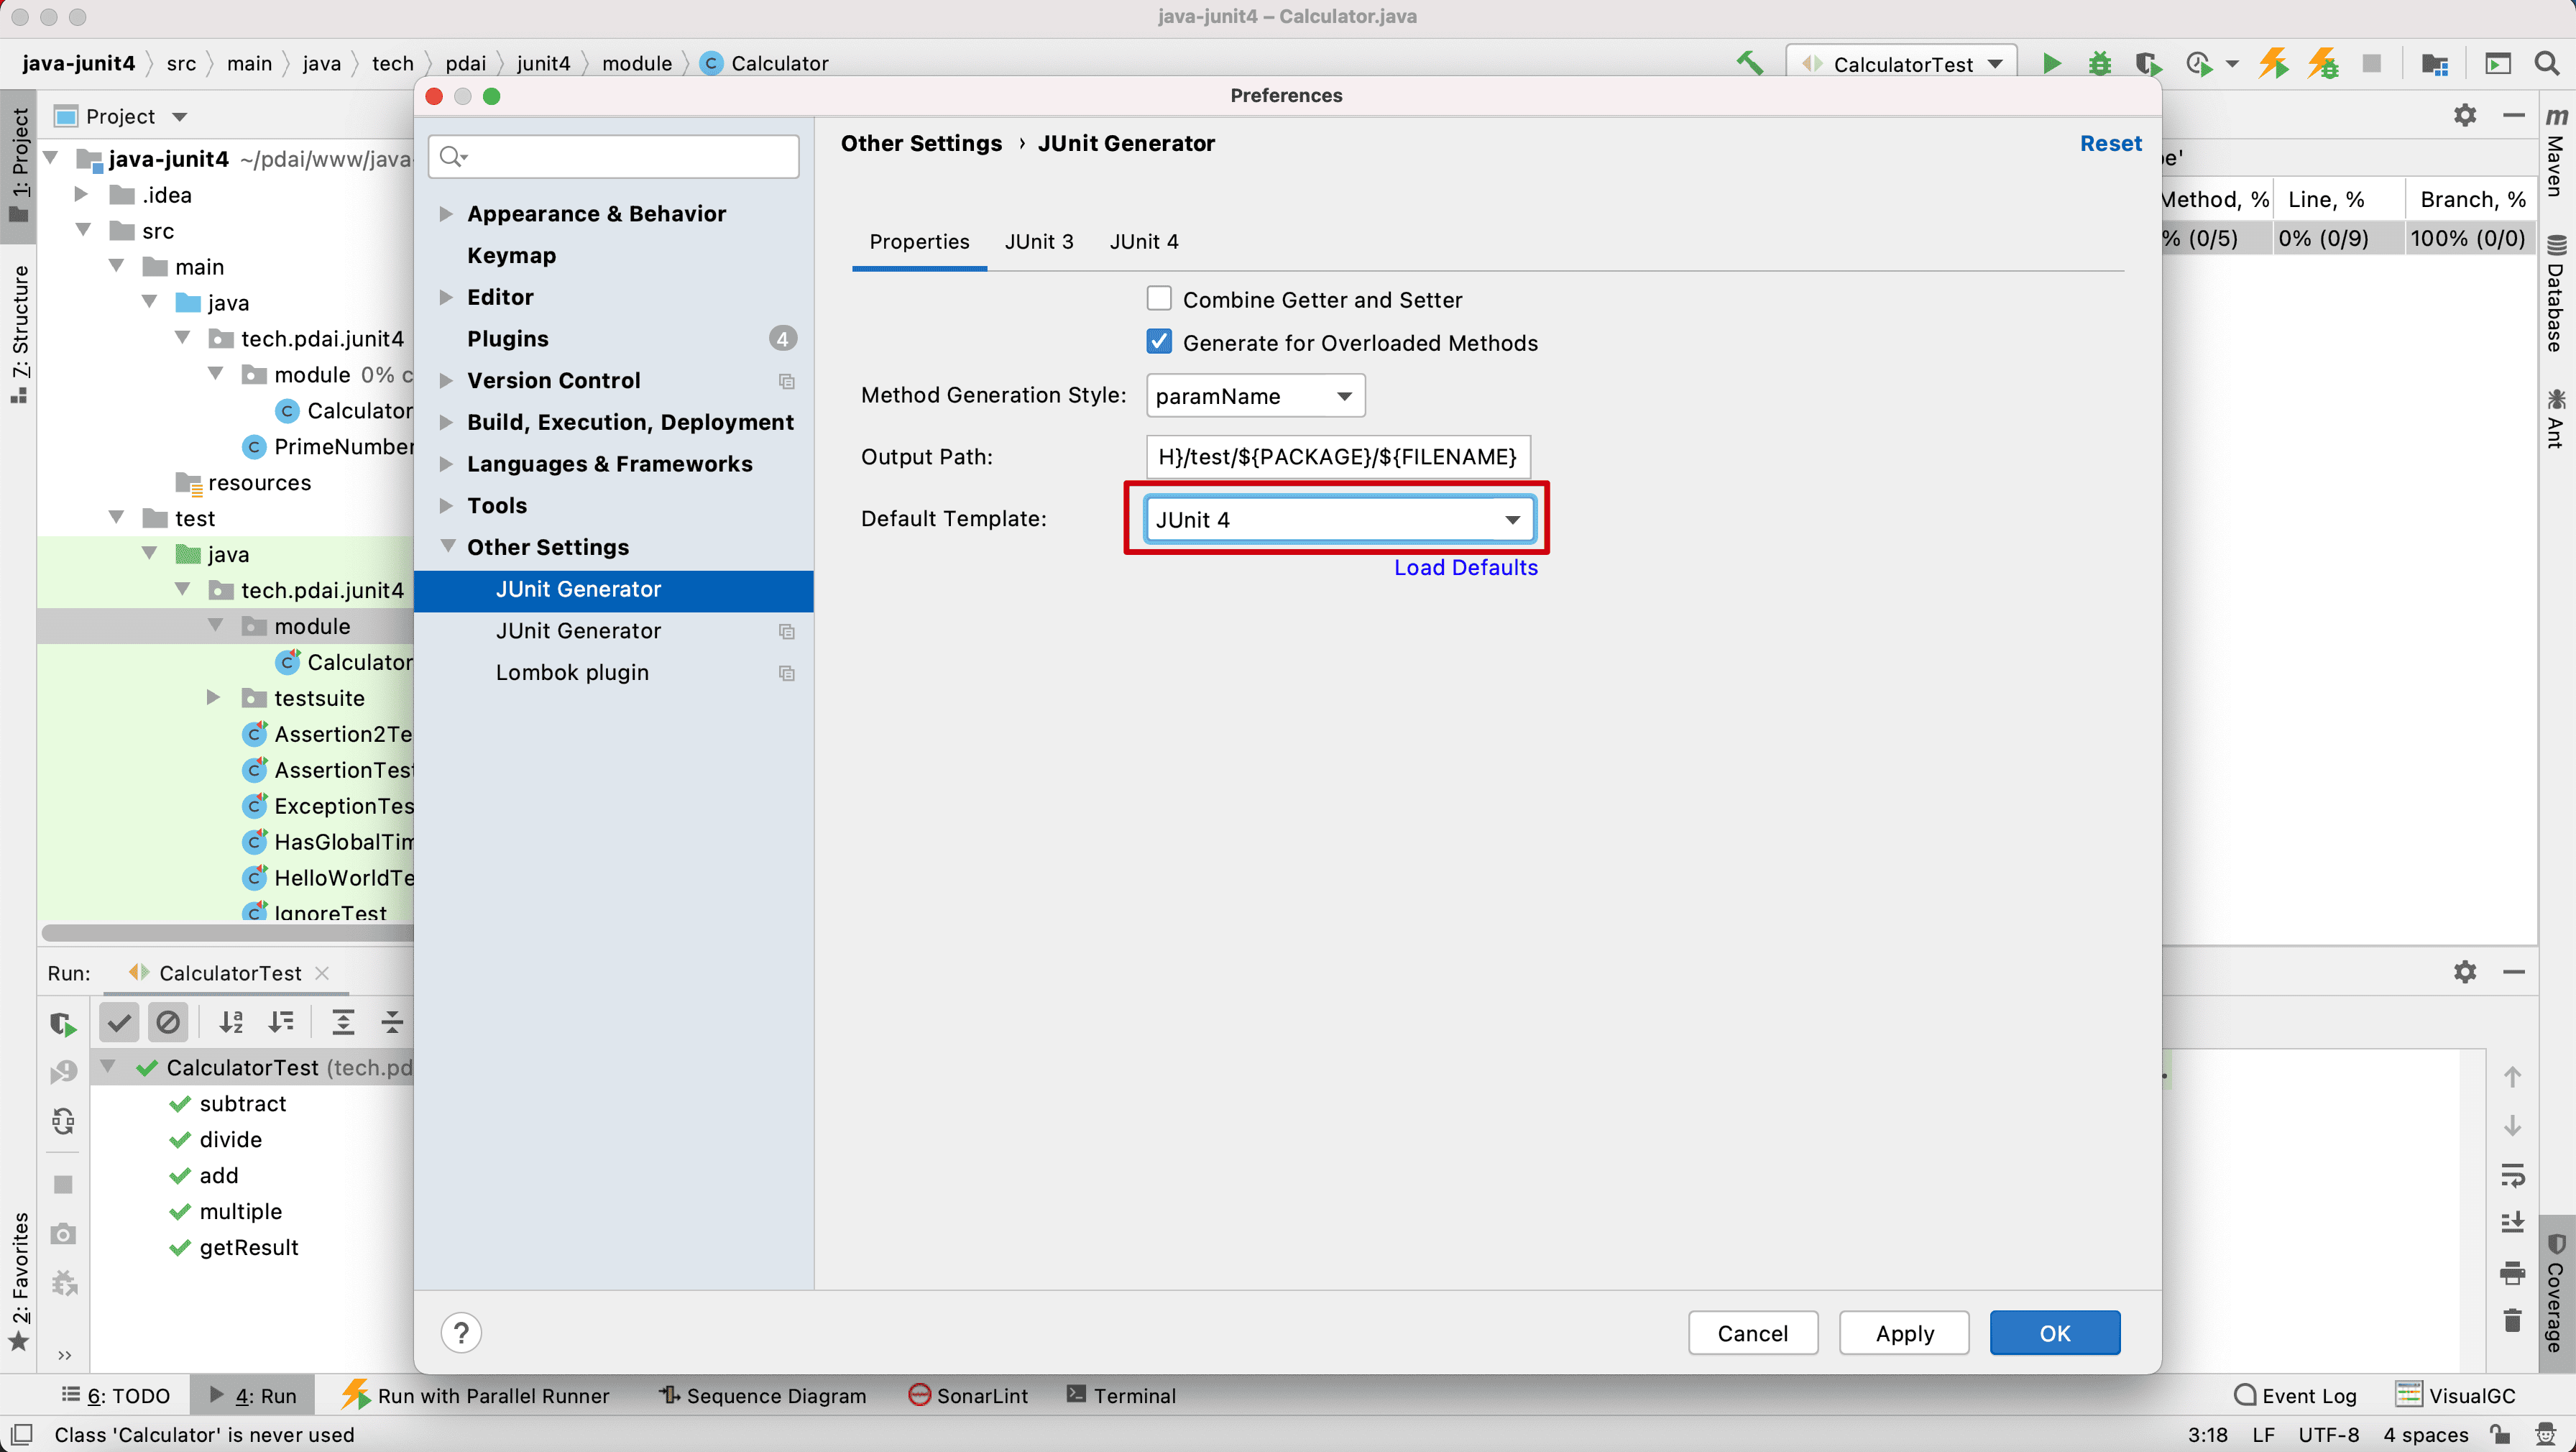 java-junit4 – Calculator.java
java-junit4 src main java tech pdai junit4 module Calculator
CalculatorTest
1: Project
7: Structure
2: Favorites
Project
java-junit4 ~/pdai/www/java-
.idea
src
main
java
tech.pdai.junit4
module 0% c
Calculator
PrimeNumber
resources
test
java
tech.pdai.junit4
module
Calculator
testsuite
Assertion2Te
AssertionTest
ExceptionTes
HasGlobalTim
HelloWorldTe
IgnoreTest
Preferences
Appearance & Behavior
Keymap
Editor
Plugins 4
Version Control
Build, Execution, Deployment
Languages & Frameworks
Tools
Other Settings
JUnit Generator
JUnit Generator
Lombok plugin
Other Settings › JUnit Generator
Reset
Properties JUnit 3 JUnit 4
Combine Getter and Setter
Generate for Overloaded Methods
Method Generation Style: paramName
Output Path: H}/test/${PACKAGE}/${FILENAME}
Default Template: JUnit 4
Load Defaults
?
Cancel Apply OK
Method, % Line, % Branch, %
% (0/5) 0% (0/9) 100% (0/0)
m Maven
Database
Ant
Coverage
Run: CalculatorTest
CalculatorTest (tech.pd
subtract
divide
add
multiple
getResult
6: TODO 4: Run Run with Parallel Runner Sequence Diagram SonarLint Terminal Event Log VisualGC
Class 'Calculator' is never used 3:18 LF UTF-8 4 spaces